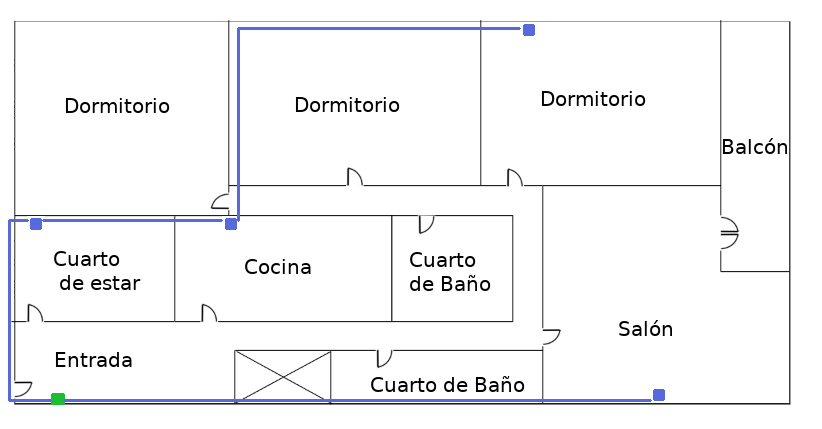 Dormitorio
Dormitorio
Dormitorio
Balcón
Cuarto
de estar
Cocina
Cuarto
de Baño
Salón
Entrada
Cuarto de Baño